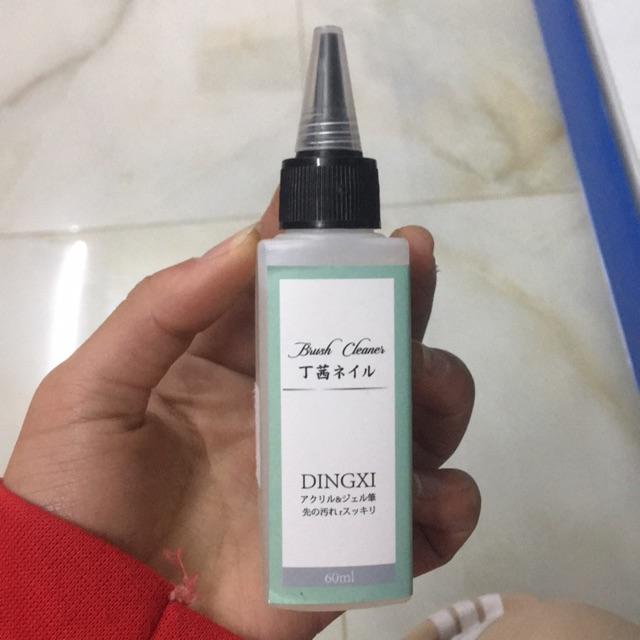 Brush Cleaner
丁茜ネイル
DINGXI
アクリル&ジェル筆
先の汚れτスッキリ
60ml